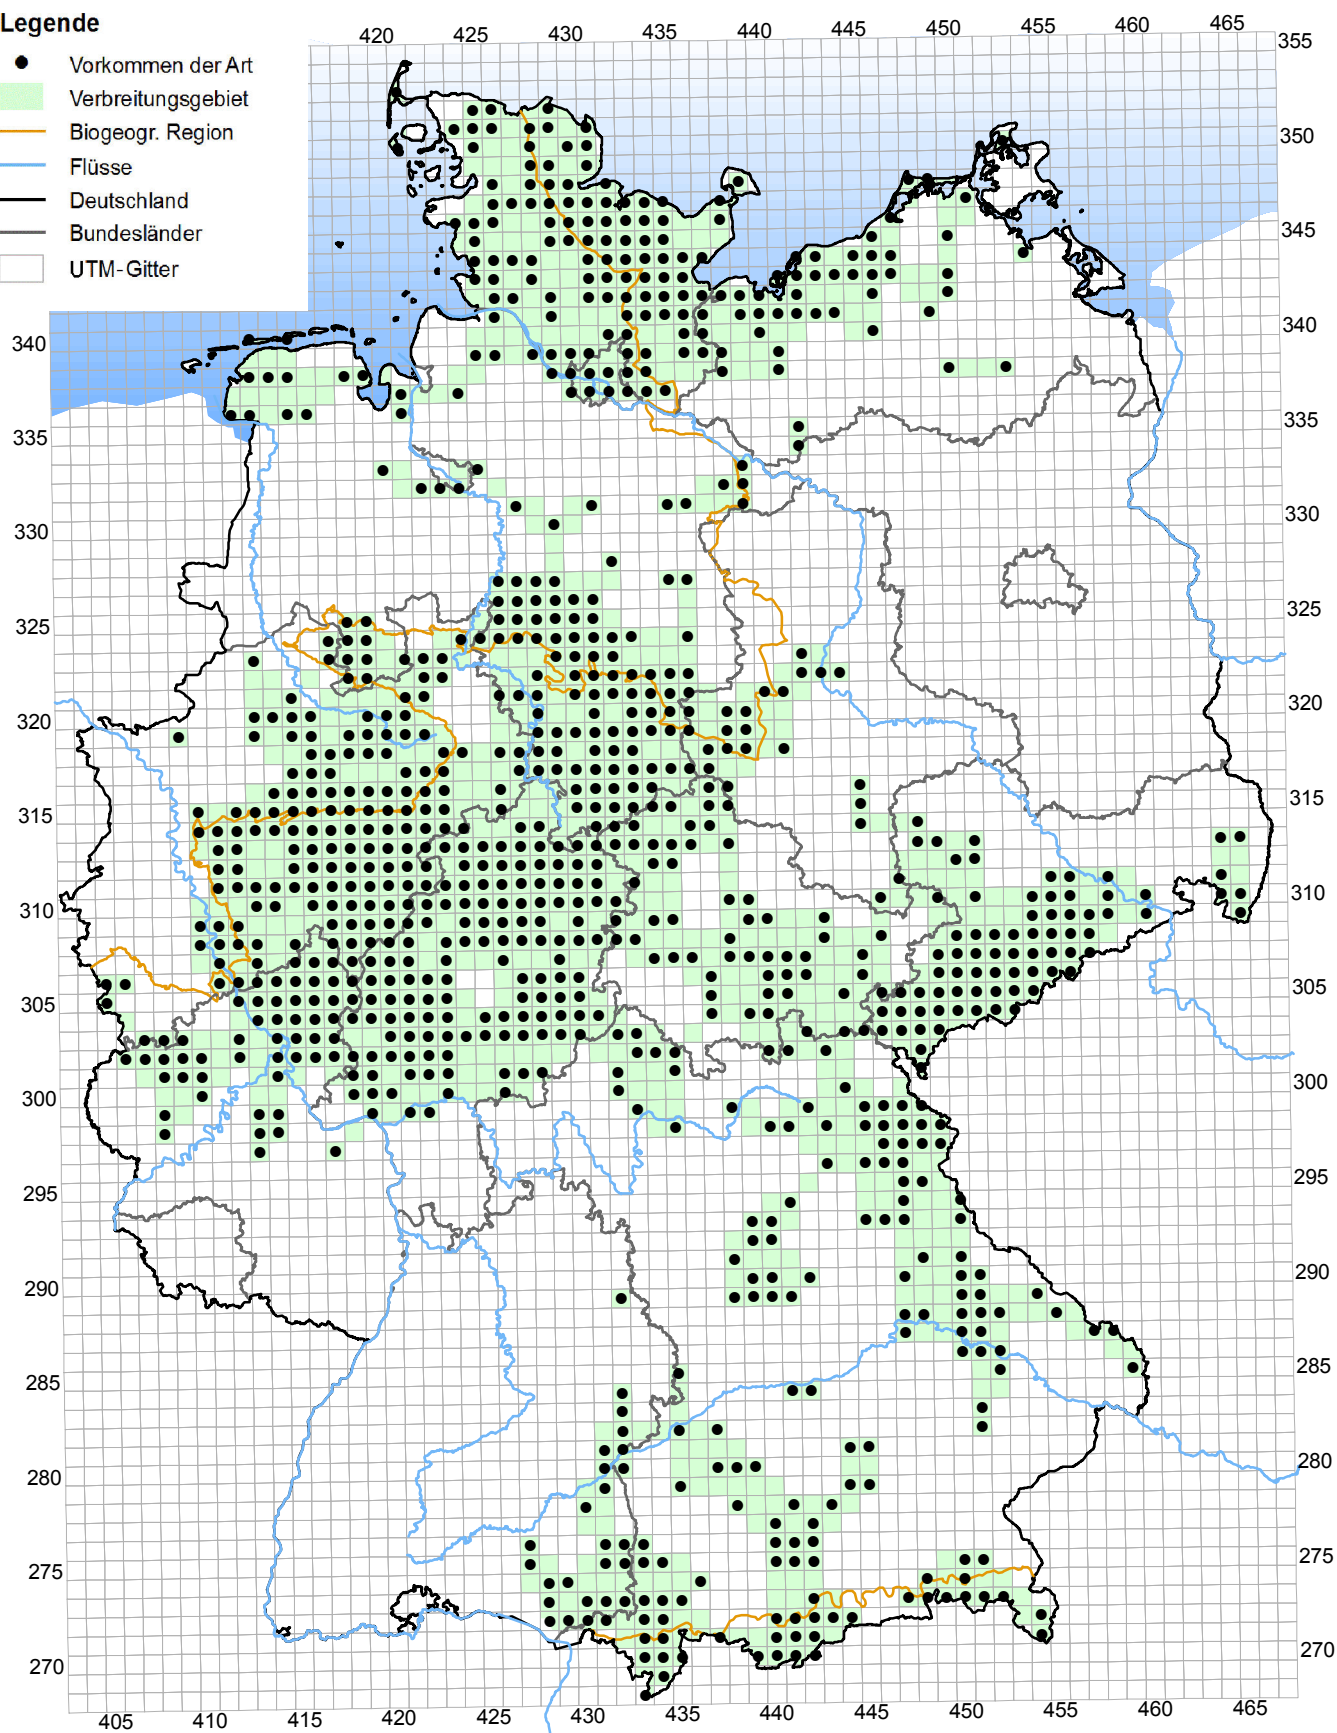 Legende
Vorkommen der Art
Verbreitungsgebiet
Biogeogr. Region
Flüsse
Deutschland
Bundesländer
UTM-Gitter
420 425 430 435 440 445 450 455 460 465
355
350
345
340 340
335 335
330 330
325 325
320 320
315 315
310 310
305 305
300 300
295 295
290 290
285 285
280 280
275 275
270 270
405 410 415 420 425 430 435 440 445 450 455 460 465